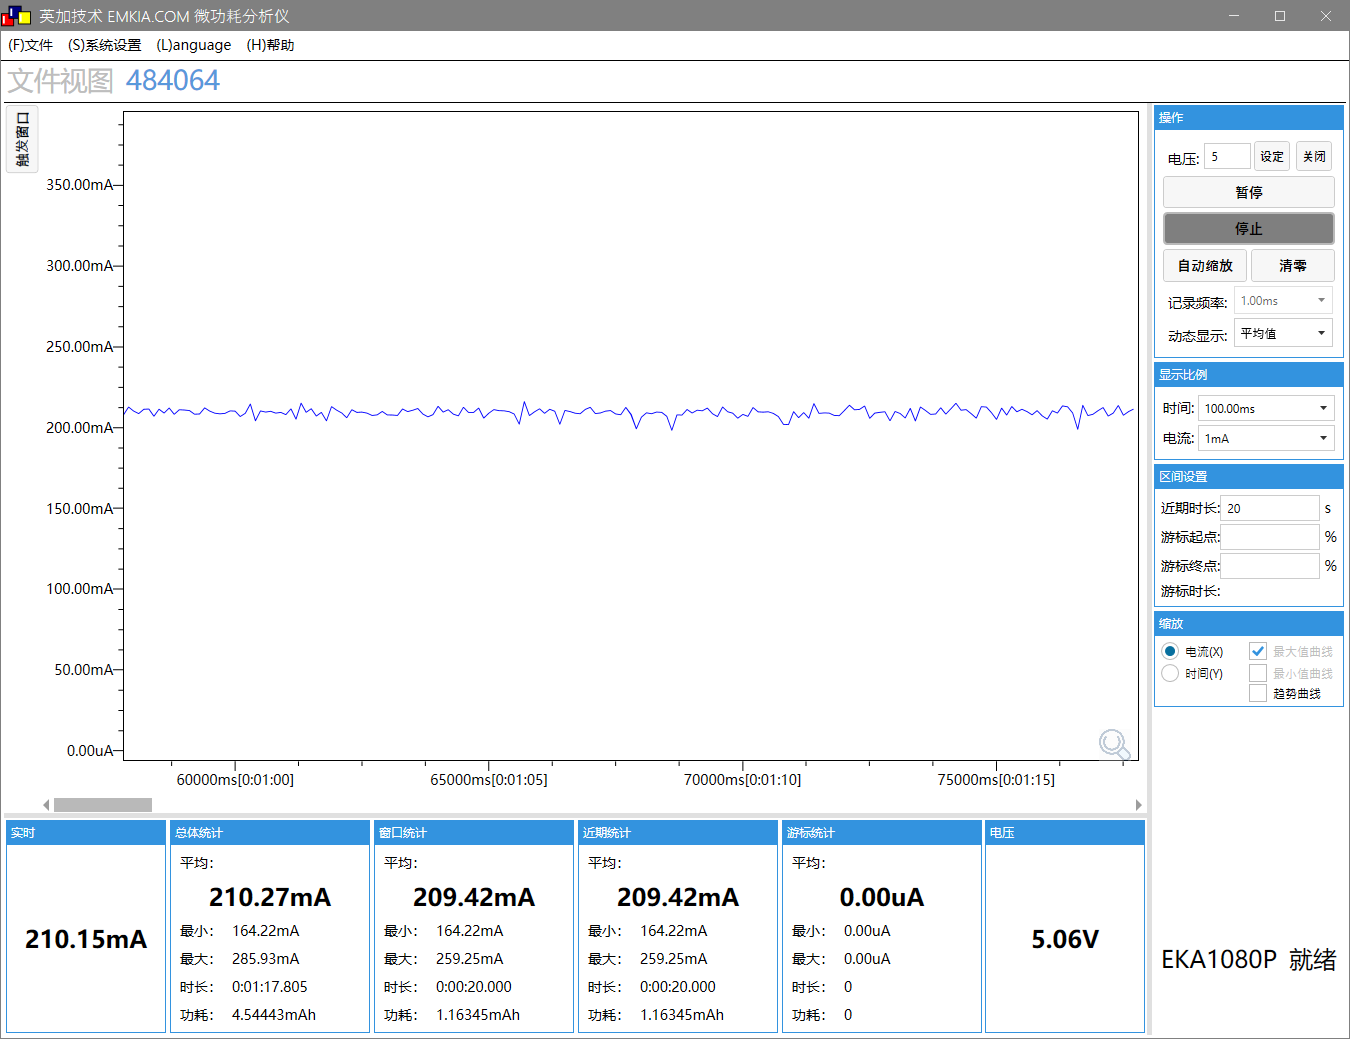 英加技术 EMKIA.COM 微功耗分析仪
(F)文件 (S)系统设置 (L)anguage (H)帮助
文件视图 484064
触发窗口
350.00mA
300.00mA
250.00mA
200.00mA
150.00mA
100.00mA
50.00mA
0.00uA
60000ms[0:01:00] 65000ms[0:01:05] 70000ms[0:01:10] 75000ms[0:01:15]
操作
电压: 5 设定 关闭
暂停
停止
自动缩放 清零
记录频率: 1.00ms
动态显示: 平均值
显示比例
时间: 100.00ms
电流: 1mA
区间设置
近期时长: 20 s
游标起点: %
游标终点: %
游标时长:
缩放
电流(X) 最大值曲线
时间(Y) 最小值曲线
趋势曲线
实时
210.15mA
总体统计
平均:
210.27mA
最小: 164.22mA
最大: 285.93mA
时长: 0:01:17.805
功耗: 4.54443mAh
窗口统计
平均:
209.42mA
最小: 164.22mA
最大: 259.25mA
时长: 0:00:20.000
功耗: 1.16345mAh
近期统计
平均:
209.42mA
最小: 164.22mA
最大: 259.25mA
时长: 0:00:20.000
功耗: 1.16345mAh
游标统计
平均:
0.00uA
最小: 0.00uA
最大: 0.00uA
时长: 0
功耗: 0
电压
5.06V
EKA1080P 就绪